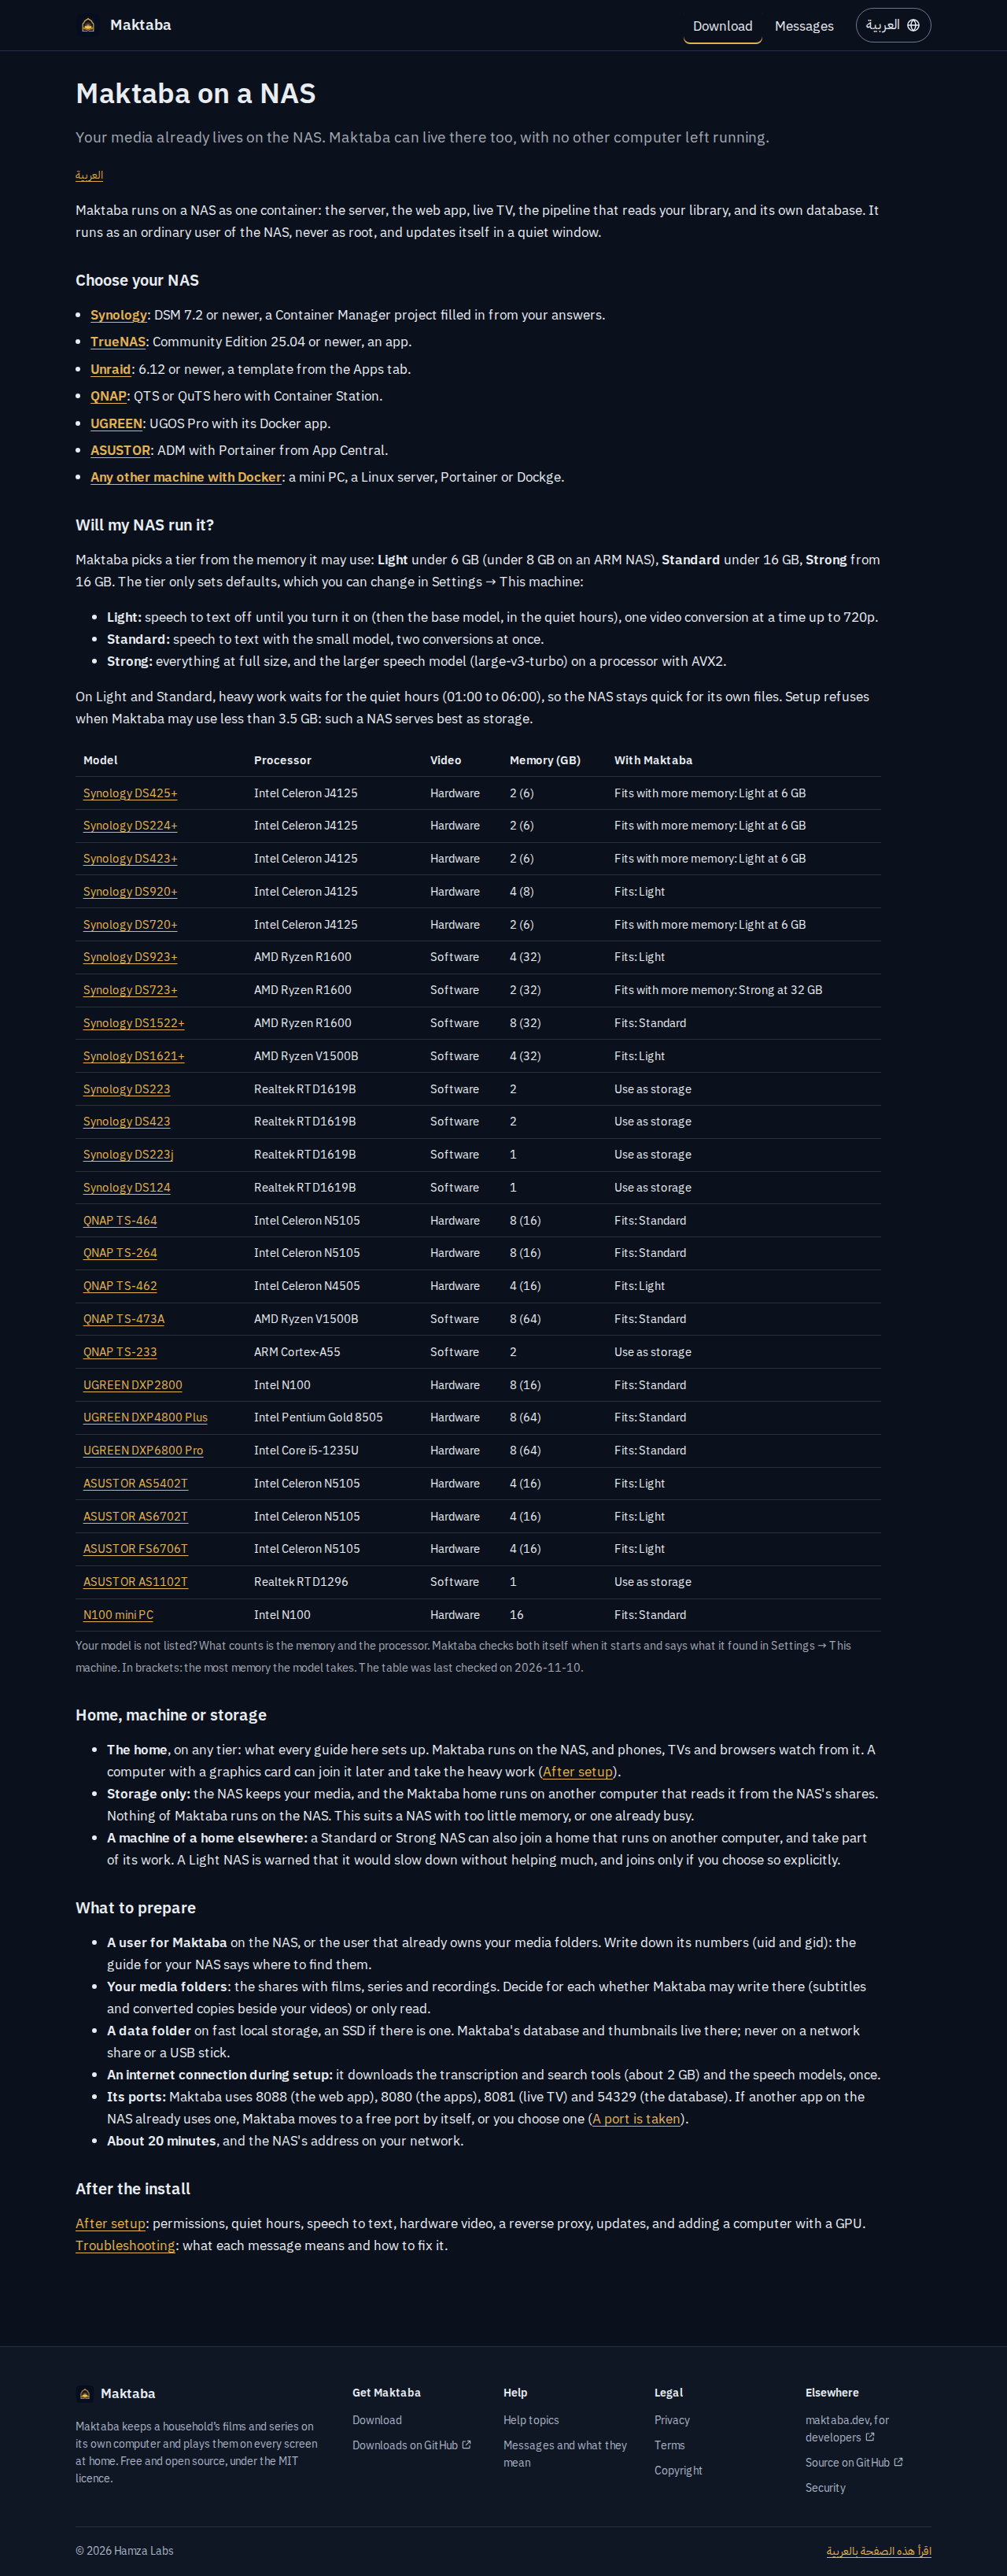 Maktaba
Download
Messages
العربية
Maktaba on a NAS
Your media already lives on the NAS. Maktaba can live there too, with no other computer left running.
العربية
Maktaba runs on a NAS as one container: the server, the web app, live TV, the pipeline that reads your library, and its own database. It
runs as an ordinary user of the NAS, never as root, and updates itself in a quiet window.
Choose your NAS
• Synology: DSM 7.2 or newer, a Container Manager project filled in from your answers.
• TrueNAS: Community Edition 25.04 or newer, an app.
• Unraid: 6.12 or newer, a template from the Apps tab.
• QNAP: QTS or QuTS hero with Container Station.
• UGREEN: UGOS Pro with its Docker app.
• ASUSTOR: ADM with Portainer from App Central.
• Any other machine with Docker: a mini PC, a Linux server, Portainer or Dockge.
Will my NAS run it?
Maktaba picks a tier from the memory it may use: Light under 6 GB (under 8 GB on an ARM NAS), Standard under 16 GB, Strong from
16 GB. The tier only sets defaults, which you can change in Settings → This machine:
• Light: speech to text off until you turn it on (then the base model, in the quiet hours), one video conversion at a time up to 720p.
• Standard: speech to text with the small model, two conversions at once.
• Strong: everything at full size, and the larger speech model (large-v3-turbo) on a processor with AVX2.
On Light and Standard, heavy work waits for the quiet hours (01:00 to 06:00), so the NAS stays quick for its own files. Setup refuses
when Maktaba may use less than 3.5 GB: such a NAS serves best as storage.
Model Processor Video Memory (GB) With Maktaba
Synology DS425+ Intel Celeron J4125 Hardware 2 (6) Fits with more memory: Light at 6 GB
Synology DS224+ Intel Celeron J4125 Hardware 2 (6) Fits with more memory: Light at 6 GB
Synology DS423+ Intel Celeron J4125 Hardware 2 (6) Fits with more memory: Light at 6 GB
Synology DS920+ Intel Celeron J4125 Hardware 4 (8) Fits: Light
Synology DS720+ Intel Celeron J4125 Hardware 2 (6) Fits with more memory: Light at 6 GB
Synology DS923+ AMD Ryzen R1600 Software 4 (32) Fits: Light
Synology DS723+ AMD Ryzen R1600 Software 2 (32) Fits with more memory: Strong at 32 GB
Synology DS1522+ AMD Ryzen R1600 Software 8 (32) Fits: Standard
Synology DS1621+ AMD Ryzen V1500B Software 4 (32) Fits: Light
Synology DS223 Realtek RTD1619B Software 2 Use as storage
Synology DS423 Realtek RTD1619B Software 2 Use as storage
Synology DS223j Realtek RTD1619B Software 1 Use as storage
Synology DS124 Realtek RTD1619B Software 1 Use as storage
QNAP TS-464 Intel Celeron N5105 Hardware 8 (16) Fits: Standard
QNAP TS-264 Intel Celeron N5105 Hardware 8 (16) Fits: Standard
QNAP TS-462 Intel Celeron N4505 Hardware 4 (16) Fits: Light
QNAP TS-473A AMD Ryzen V1500B Software 8 (64) Fits: Standard
QNAP TS-233 ARM Cortex-A55 Software 2 Use as storage
UGREEN DXP2800 Intel N100 Hardware 8 (16) Fits: Standard
UGREEN DXP4800 Plus Intel Pentium Gold 8505 Hardware 8 (64) Fits: Standard
UGREEN DXP6800 Pro Intel Core i5-1235U Hardware 8 (64) Fits: Standard
ASUSTOR AS5402T Intel Celeron N5105 Hardware 4 (16) Fits: Light
ASUSTOR AS6702T Intel Celeron N5105 Hardware 4 (16) Fits: Light
ASUSTOR FS6706T Intel Celeron N5105 Hardware 4 (16) Fits: Light
ASUSTOR AS1102T Realtek RTD1296 Software 1 Use as storage
N100 mini PC Intel N100 Hardware 16 Fits: Standard
Your model is not listed? What counts is the memory and the processor. Maktaba checks both itself when it starts and says what it found in Settings → This
machine. In brackets: the most memory the model takes. The table was last checked on 2026-11-10.
Home, machine or storage
• The home, on any tier: what every guide here sets up. Maktaba runs on the NAS, and phones, TVs and browsers watch from it. A
computer with a graphics card can join it later and take the heavy work (After setup).
• Storage only: the NAS keeps your media, and the Maktaba home runs on another computer that reads it from the NAS's shares.
Nothing of Maktaba runs on the NAS. This suits a NAS with too little memory, or one already busy.
• A machine of a home elsewhere: a Standard or Strong NAS can also join a home that runs on another computer, and take part
of its work. A Light NAS is warned that it would slow down without helping much, and joins only if you choose so explicitly.
What to prepare
• A user for Maktaba on the NAS, or the user that already owns your media folders. Write down its numbers (uid and gid): the
guide for your NAS says where to find them.
• Your media folders: the shares with films, series and recordings. Decide for each whether Maktaba may write there (subtitles
and converted copies beside your videos) or only read.
• A data folder on fast local storage, an SSD if there is one. Maktaba's database and thumbnails live there; never on a network
share or a USB stick.
• An internet connection during setup: it downloads the transcription and search tools (about 2 GB) and the speech models, once.
• Its ports: Maktaba uses 8088 (the web app), 8080 (the apps), 8081 (live TV) and 54329 (the database). If another app on the
NAS already uses one, Maktaba moves to a free port by itself, or you choose one (A port is taken).
• About 20 minutes, and the NAS's address on your network.
After the install
After setup: permissions, quiet hours, speech to text, hardware video, a reverse proxy, updates, and adding a computer with a GPU.
Troubleshooting: what each message means and how to fix it.
Maktaba
Maktaba keeps a household's films and series on
its own computer and plays them on every screen
at home. Free and open source, under the MIT
licence.
Get Maktaba
Download
Downloads on GitHub
Help
Help topics
Messages and what they
mean
Legal
Privacy
Terms
Copyright
Elsewhere
maktaba.dev, for
developers
Source on GitHub
Security
© 2026 Hamza Labs
اقرأ هذه الصفحة بالعربية